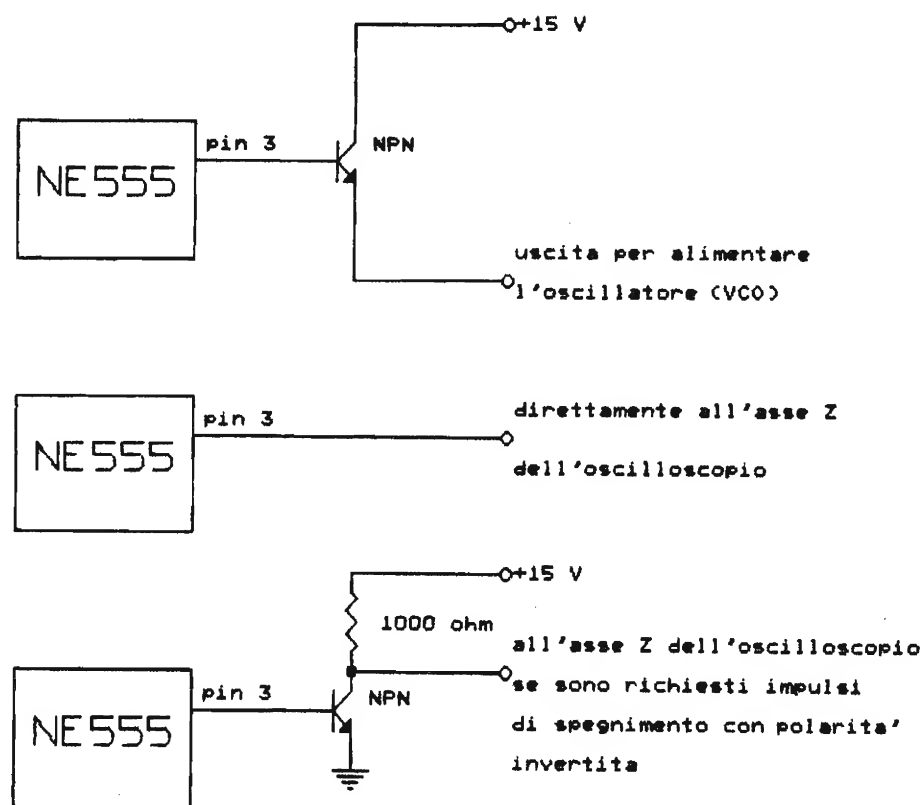 +15 V
pin 3
NPN
NE555
uscita per alimentare
l'oscillatore (VCO)
pin 3
direttamente all'asse Z
NE555
dell'oscilloscopio
+15 V
1000 ohm
all'asse Z dell'oscilloscopio
pin 3
NPN
se sono richiesti impulsi
NE555
di spegnimento con polarita'
invertita